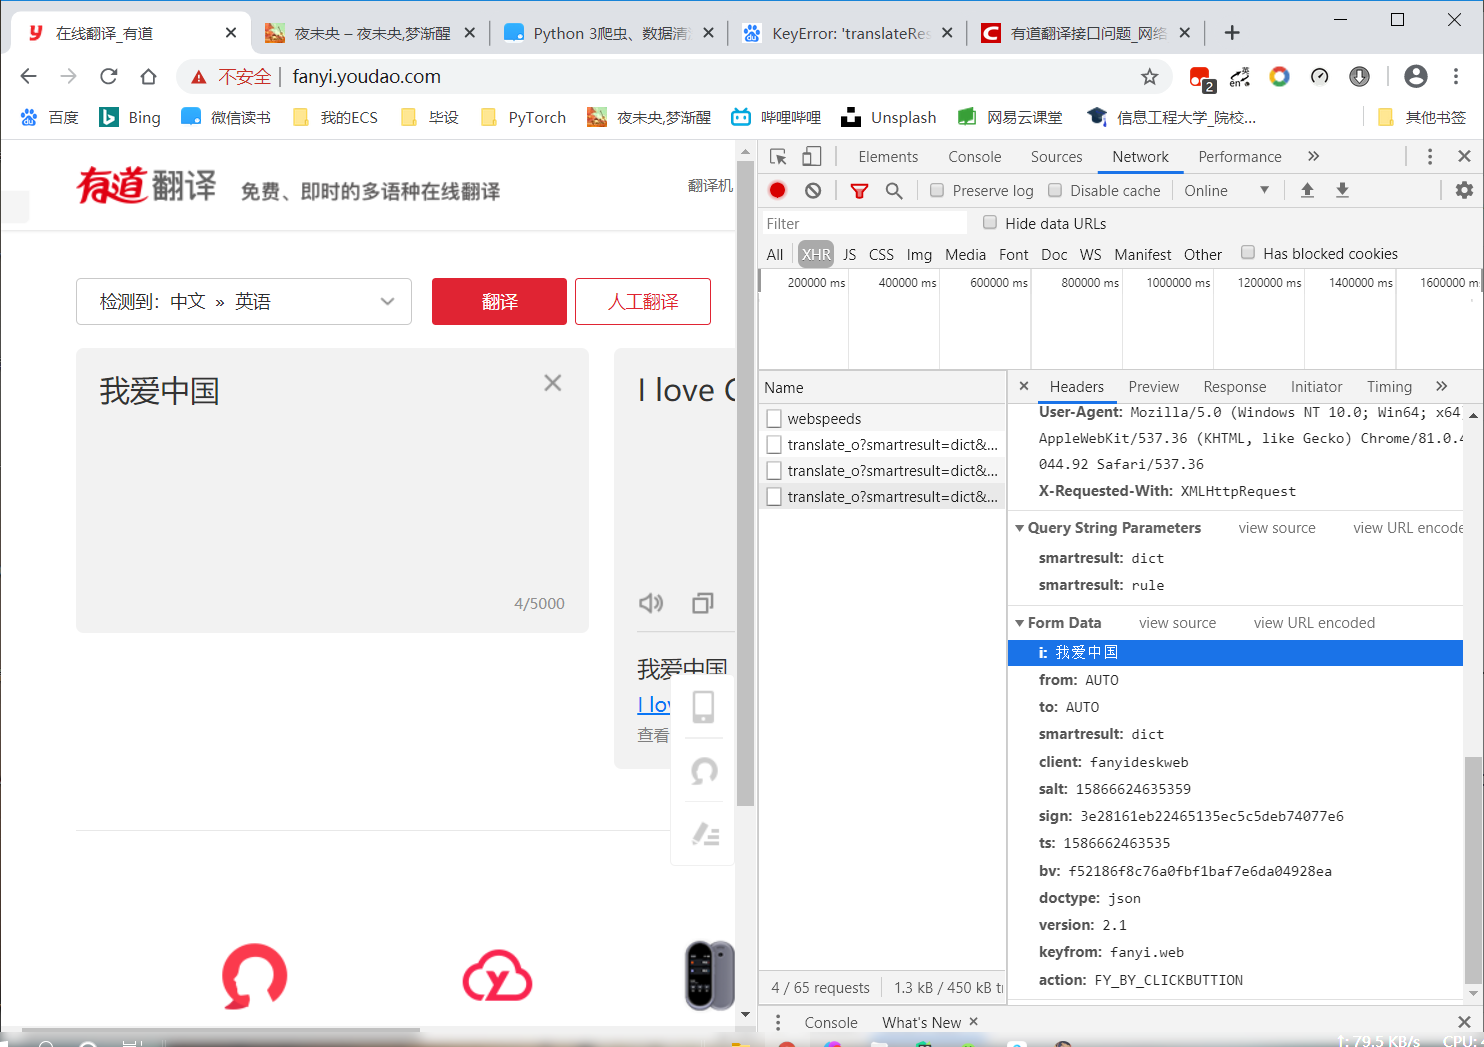 在线翻译_有道
夜未央 – 夜未央,梦渐醒
Python 3爬虫、数据清
KeyError: 'translateRes
有道翻译接口问题_网络
不安全 | fanyi.youdao.com
2
英
en
百度 Bing 微信读书 我的ECS 毕设 PyTorch 夜未央,梦渐醒 哔哩哔哩 Unsplash 网易云课堂 信息工程大学_院校... 其他书签
有道翻译 免费、即时的多语种在线翻译 翻译机
检测到：中文 » 英语
翻译
人工翻译
我爱中国
4/5000
I love
我爱中国
I lov
查看
Elements Console Sources Network Performance
Preserve log Disable cache Online
Filter Hide data URLs
All XHR JS CSS Img Media Font Doc WS Manifest Other Has blocked cookies
200000 ms 400000 ms 600000 ms 800000 ms 1000000 ms 1200000 ms 1400000 ms 1600000 m
Name
webspeeds
translate_o?smartresult=dict&...
translate_o?smartresult=dict&...
translate_o?smartresult=dict&...
4 / 65 requests 1.3 kB / 450 kB t
Headers Preview Response Initiator Timing
User-Agent: Mozilla/5.0 (Windows NT 10.0; Win64; x64
AppleWebKit/537.36 (KHTML, like Gecko) Chrome/81.0.4
044.92 Safari/537.36
X-Requested-With: XMLHttpRequest
Query String Parameters view source view URL encode
smartresult: dict
smartresult: rule
Form Data view source view URL encoded
i: 我爱中国
from: AUTO
to: AUTO
smartresult: dict
client: fanyideskweb
salt: 15866624635359
sign: 3e28161eb22465135ec5c5deb74077e6
ts: 1586662463535
bv: f52186f8c76a0fbf1baf7e6da04928ea
doctype: json
version: 2.1
keyfrom: fanyi.web
action: FY_BY_CLICKBUTTION
Console What's New
79.5 KB/s CPU: